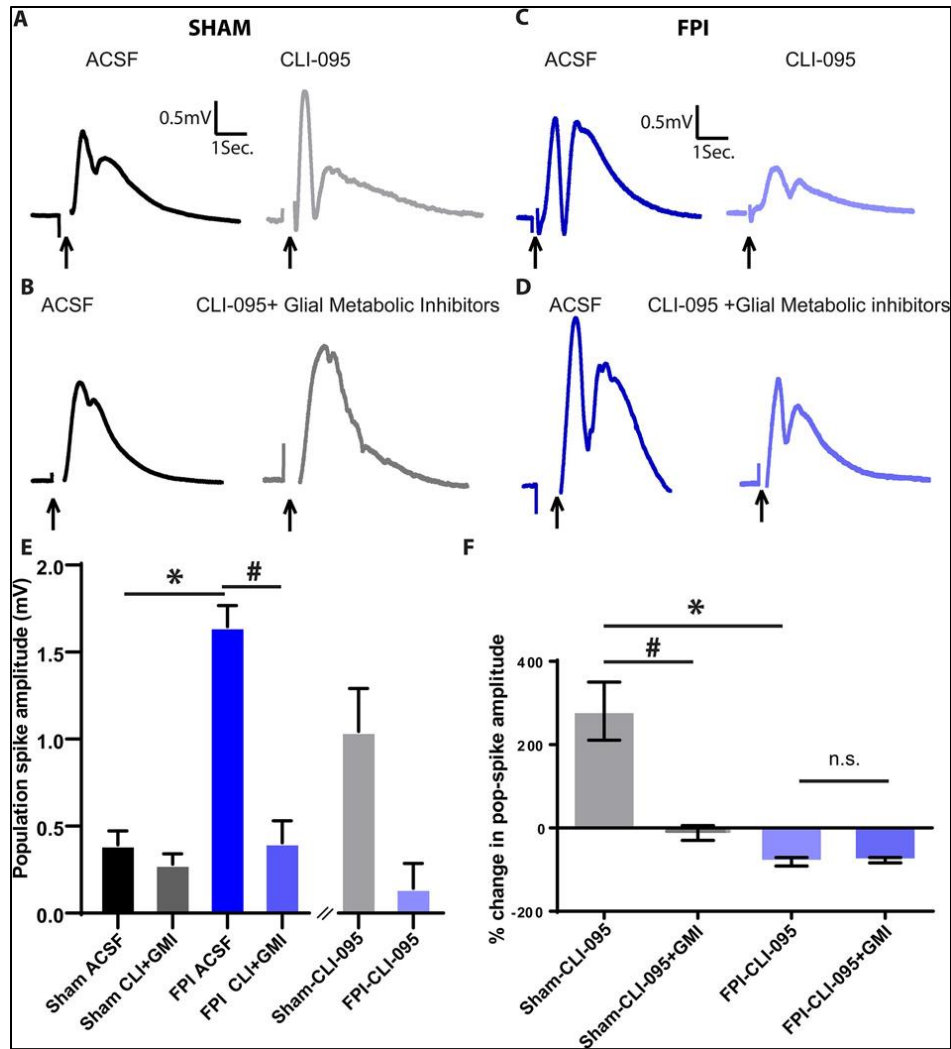 A
SHAM
ACSF
CLI-095
0.5mV
1Sec.
C
FPI
ACSF
CLI-095
0.5mV
1Sec.
B
ACSF
CLI-095+ Glial Metabolic Inhibitors
D
ACSF
CLI-095 +Glial Metabolic inhibitors
E
Population spike amplitude (mV)
2.0
1.5
1.0
0.5
0.0
*
#
//
Sham ACSF
Sham CLI+GMI
FPI ACSF
FPI CLI+GMI
Sham-CLI-095
FPI-CLI-095
F
% change in pop-spike amplitude
400
200
0
-200
*
#
n.s.
Sham-CLI-095
Sham-CLI-095+GMI
FPI-CLI-095
FPI-CLI-095+GMI